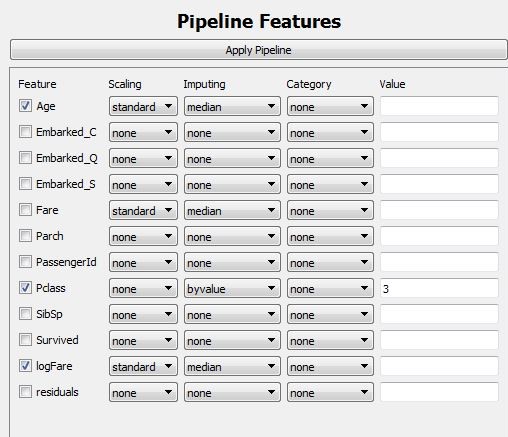 Pipeline Features
Apply Pipeline
Feature Scaling Imputing Category Value
Age standard median none
Embarked_C none none none
Embarked_Q none none none
Embarked_S none none none
Fare standard median none
Parch none none none
PassengerId none none none
Pclass none byvalue none 3
SibSp none none none
Survived none none none
logFare standard median none
residuals none none none